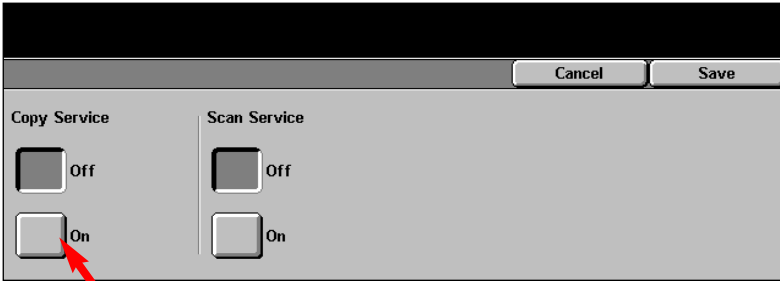 Cancel Save
Copy Service Scan Service
Off Off
On On